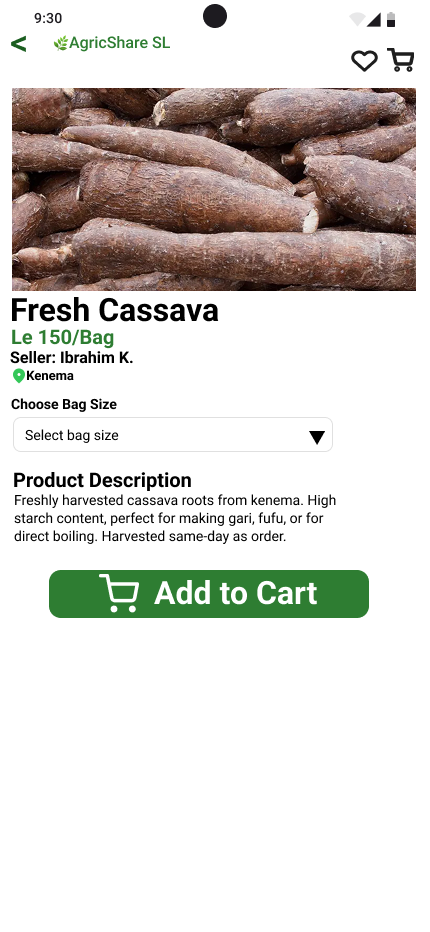 9:30
<
AgricShare SL
Fresh Cassava
Le 150/Bag
Seller: Ibrahim K.
Kenema
Choose Bag Size
Select bag size
Product Description
Freshly harvested cassava roots from kenema. High
starch content, perfect for making gari, fufu, or for
direct boiling. Harvested same-day as order.
Add to Cart